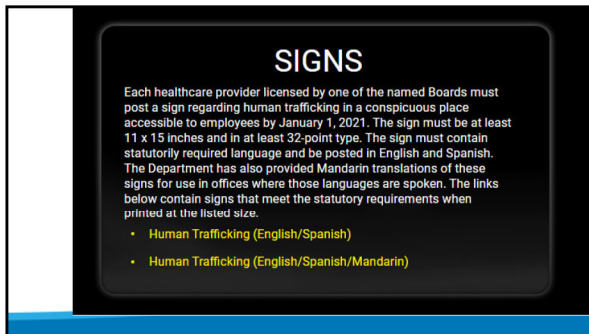 SIGNS
Each healthcare provider licensed by one of the named Boards must
post a sign regarding human trafficking in a conspicuous place
accessible to employees by January 1, 2021. The sign must be at least
11 x 15 inches and in at least 32-point type. The sign must contain
statutorily required language and be posted in English and Spanish.
The Department has also provided Mandarin translations of these
signs for use in offices where those languages are spoken. The links
below contain signs that meet the statutory requirements when
printed at the listed size.
• Human Trafficking (English/Spanish)
• Human Trafficking (English/Spanish/Mandarin)